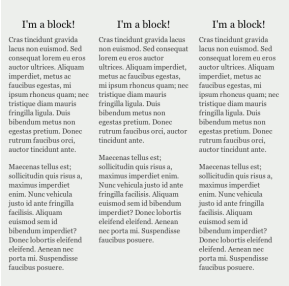 I'm a block!
Cras tincidunt gravida
lacus non euismod. Sed
consequat lorem eu eros
auctor ultrices. Aliquam
imperdiet, metus ac
faucibus egestas, mi
ipsum rhoncus quam; nec
tristique diam mauris
fringilla ligula. Duis
bibendum metus non
egestas pretium. Donec
rutrum faucibus orci,
auctor tincidunt ante.
Maecenas tellus est;
sollicitudin quis risus a,
maximus imperdiet
enim. Nunc vehicula
justo id ante fringilla
facilisis. Aliquam
euismod sem id
bibendum imperdiet?
Donec lobortis eleifend
eleifend. Aenean nec
porta mi. Suspendisse
faucibus posuere.
I'm a block!
Cras tincidunt gravida lacus
non euismod. Sed consequat
lorem eu eros auctor
ultrices. Aliquam imperdiet,
metus ac faucibus egestas,
mi ipsum rhoncus quam; nec
tristique diam mauris
fringilla ligula. Duis
bibendum metus non
egestas pretium. Donec
rutrum faucibus orci, auctor
tincidunt ante.
Maecenas tellus est;
sollicitudin quis risus a,
maximus imperdiet enim.
Nunc vehicula justo id ante
fringilla facilisis. Aliquam
euismod sem id bibendum
imperdiet? Donec lobortis
eleifend eleifend. Aenean
nec porta mi. Suspendisse
faucibus posuere.
I'm a block!
Cras tincidunt gravida
lacus non euismod. Sed
consequat lorem eu eros
auctor ultrices. Aliquam
imperdiet, metus ac
faucibus egestas, mi
ipsum rhoncus quam; nec
tristique diam mauris
fringilla ligula. Duis
bibendum metus non
egestas pretium. Donec
rutrum faucibus orci,
auctor tincidunt ante.
Maecenas tellus est;
sollicitudin quis risus a,
maximus imperdiet
enim. Nunc vehicula
justo id ante fringilla
facilisis. Aliquam
euismod sem id
bibendum imperdiet?
Donec lobortis eleifend
eleifend. Aenean nec
porta mi. Suspendisse
faucibus posuere.